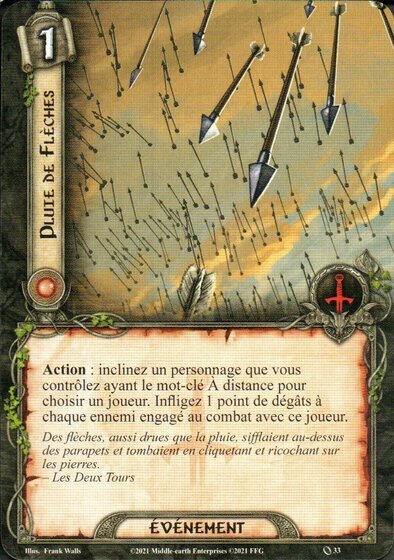 1
PLUIE DE FLÈCHES
Action : inclinez un personnage que vous
contrôlez ayant le mot-clé À distance pour
choisir un joueur. Infligez 1 point de dégâts à
chaque ennemi engagé au combat avec ce joueur.
Des flèches, aussi drues que la pluie, sifflaient au-dessus
des parapets et tombaient en cliquetant et ricochant sur
les pierres.
– Les Deux Tours
ÉVÉNEMENT
Illus. Frank Walls ©2021 Middle-earth Enterprises ©2021 FFG 33